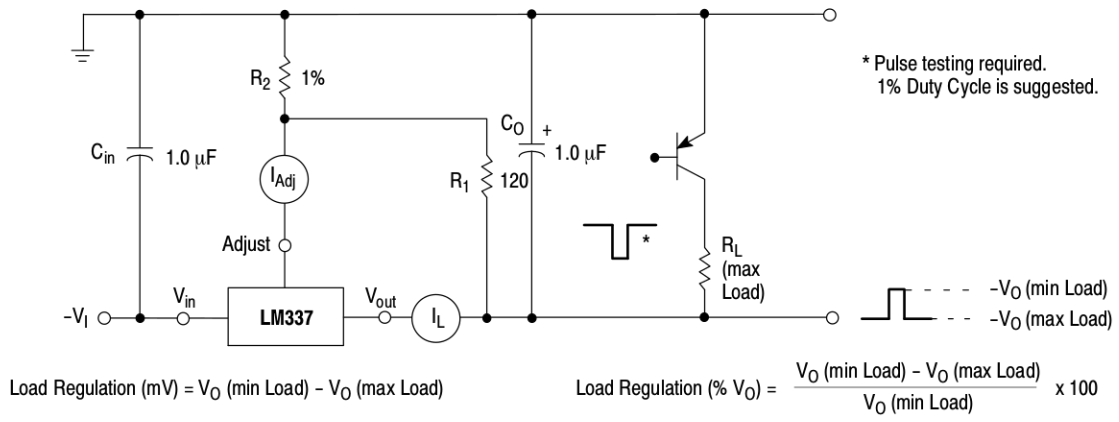 * Pulse testing required.
1% Duty Cycle is suggested.
R2 1%
CO +
1.0 μF
Cin 1.0 μF
IAdj
R1 120
Adjust
*
RL
(max
Load)
–VI
Vin
LM337
Vout
IL
–VO (min Load)
–VO (max Load)
Load Regulation (mV) = VO (min Load) – VO (max Load)
Load Regulation (% VO) = VO (min Load) – VO (max Load)
VO (min Load)
x 100